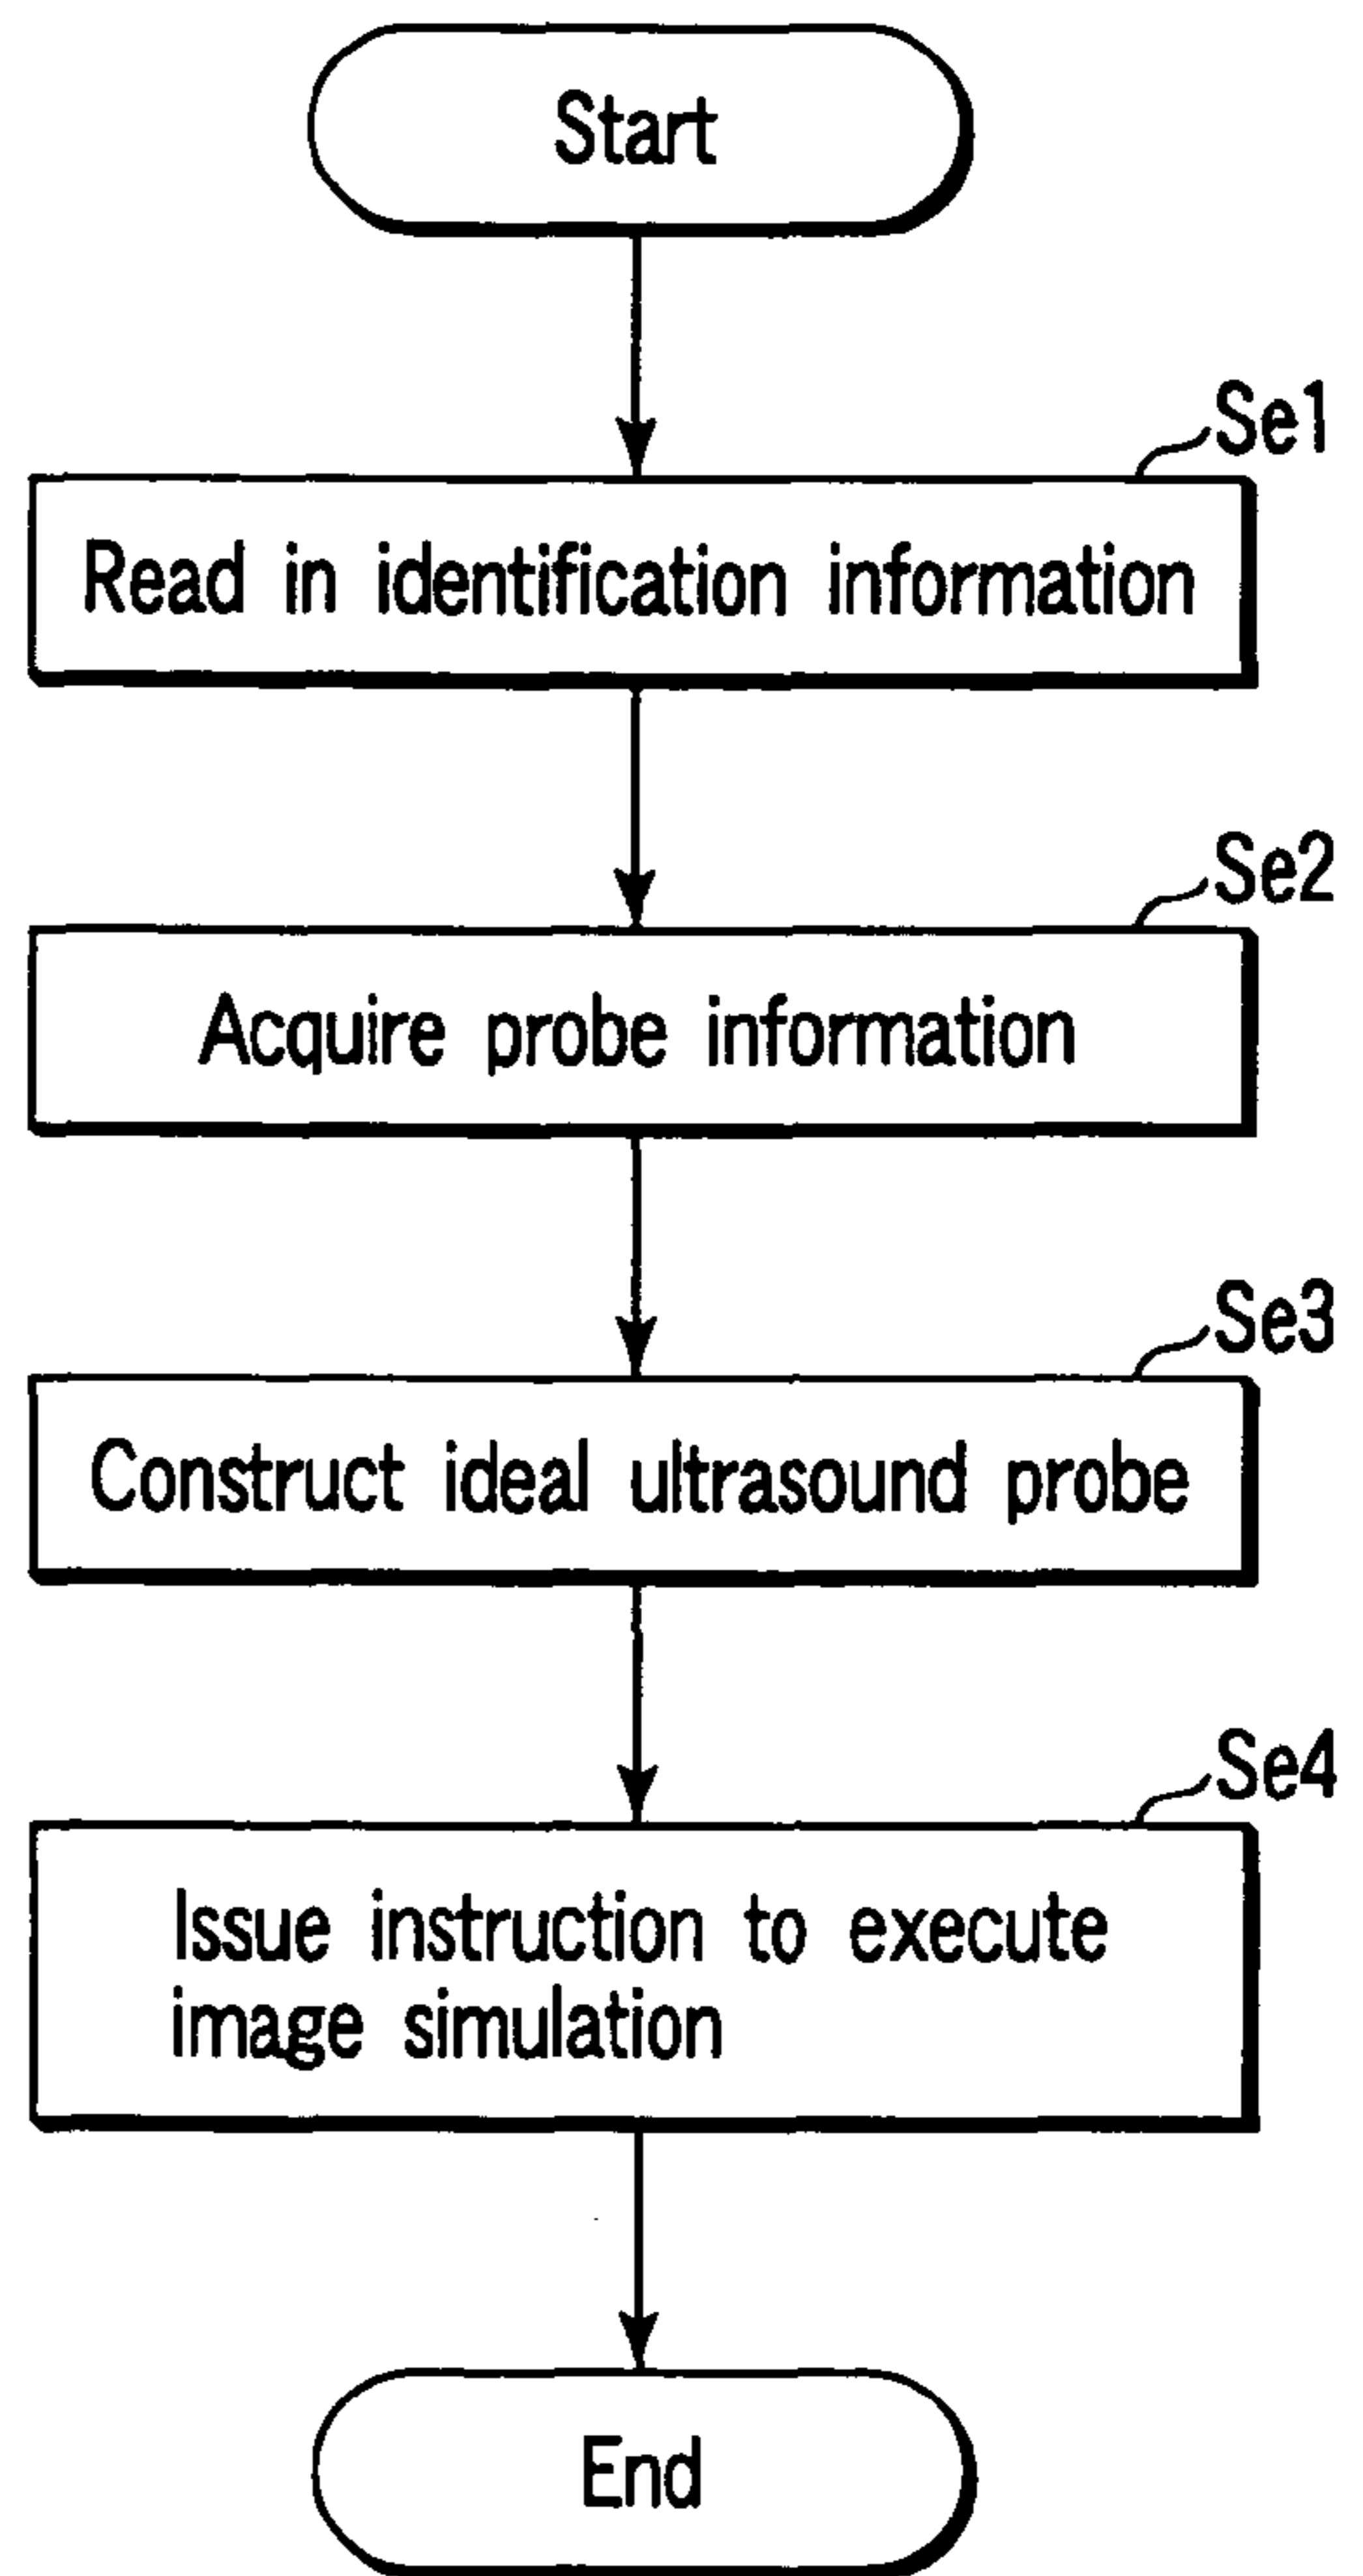 Start
Se1
Read in identification information
Se2
Acquire probe information
Se3
Construct ideal ultrasound probe
Se4
Issue instruction to execute
image simulation
End